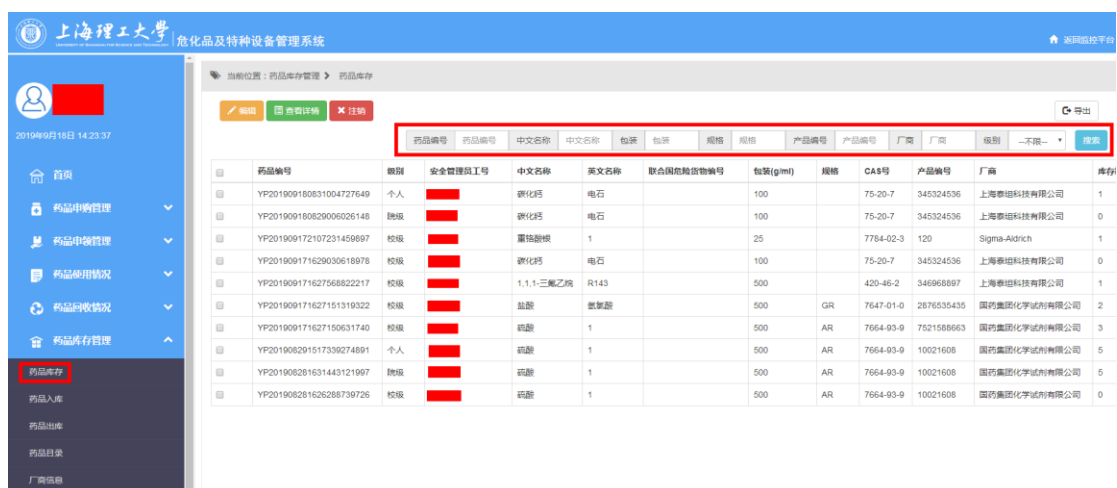 上海理工大学 危化品及特种设备管理系统
返回监控平台
当前位置：药品库存管理 药品库存
编辑 查看详情 注销
导出
2019年9月18日 14:23:37
药品编号 药品编号 中文名称 中文名称 包装 包装 规格 规格 产品编号 产品编号 厂商 厂商 级别 --不限-- 搜索
首页
药品申购管理
药品申领管理
药品使用情况
药品回收情况
药品库存管理
药品库存
药品入库
药品出库
药品目录
厂商信息
药品编号 级别 安全管理员工号 中文名称 英文名称 联合国危险货物编号 包装(g/ml) 规格 CAS号 产品编号 厂商 库存
YP201909180831004727649 个人 碳化钙 电石 100 75-20-7 345324536 上海泰坦科技有限公司 1
YP201909180829006026148 院级 碳化钙 电石 100 75-20-7 345324536 上海泰坦科技有限公司 0
YP201909172107231459897 校级 重铬酸银 1 25 7784-02-3 120 Sigma-Aldrich 1
YP201909171629030618978 校级 碳化钙 电石 100 75-20-7 345324536 上海泰坦科技有限公司 0
YP201909171627568822217 校级 1,1,1-三氟乙烷 R143 500 420-46-2 346968897 上海泰坦科技有限公司 1
YP201909171627151319322 校级 盐酸 氢氯酸 500 GR 7647-01-0 2876535435 国药集团化学试剂有限公司 2
YP201909171627150631740 校级 硫酸 1 500 AR 7664-93-9 7521588663 国药集团化学试剂有限公司 3
YP201908291517339274891 个人 硫酸 1 500 AR 7664-93-9 10021608 国药集团化学试剂有限公司 5
YP201908281631443121997 院级 硫酸 1 500 AR 7664-93-9 10021608 国药集团化学试剂有限公司 5
YP201908281626288739726 校级 硫酸 1 500 AR 7664-93-9 10021608 国药集团化学试剂有限公司 0